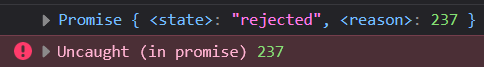 Promise { <state>: "rejected", <reason>: 237 }
Uncaught (in promise) 237